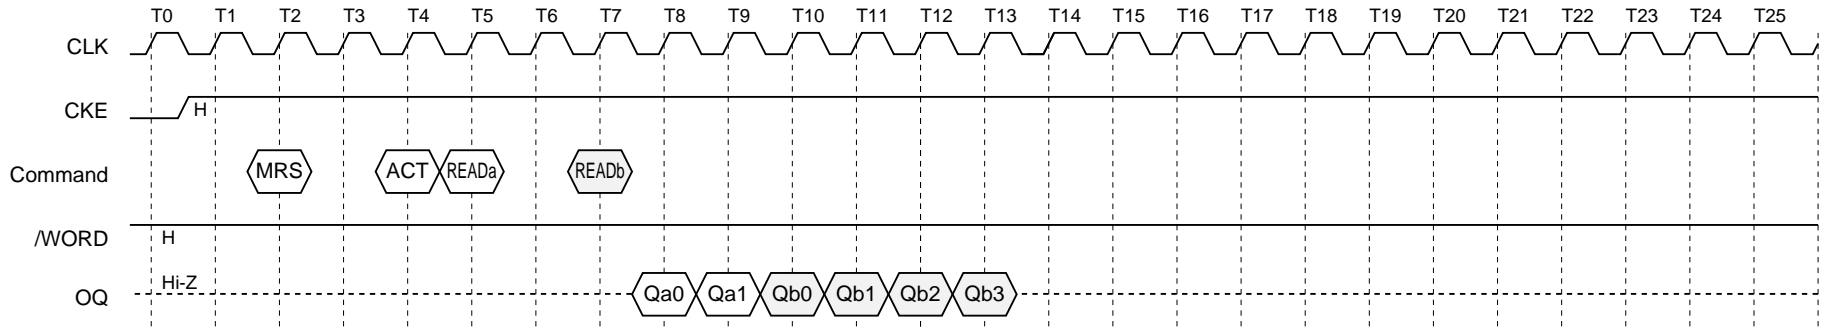 T0 T1 T2 T3 T4 T5 T6 T7 T8 T9 T10 T11 T12 T13 T14 T15 T16 T17 T18 T19 T20 T21 T22 T23 T24 T25
CLK
CKE H
Command MRS ACT READa READb
/WORD H
OQ Hi-Z Qa0 Qa1 Qb0 Qb1 Qb2 Qb3